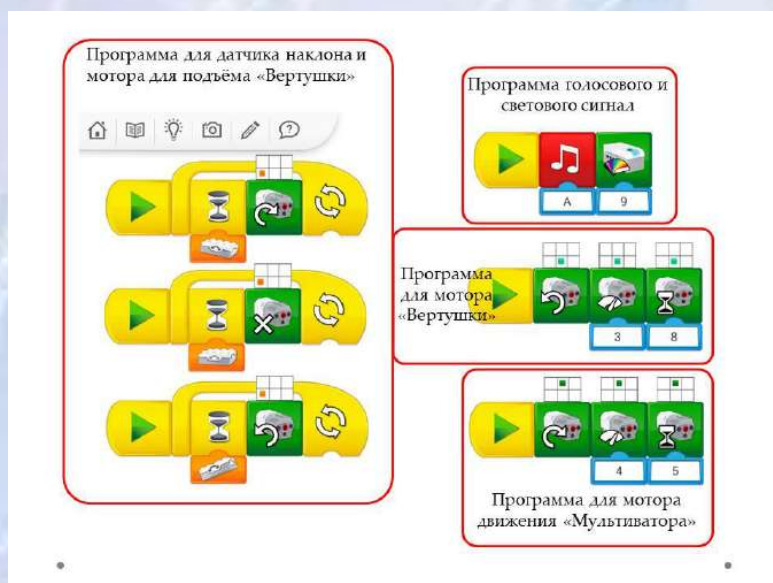 Программа для датчика наклона и
мотора для подъёма «Вертушки»
Программа голосового и
светового сигнал
A 9
Программа
для мотора
«Вертушки»
3 8
4 5
Программа для мотора
движения «Мультиватора»